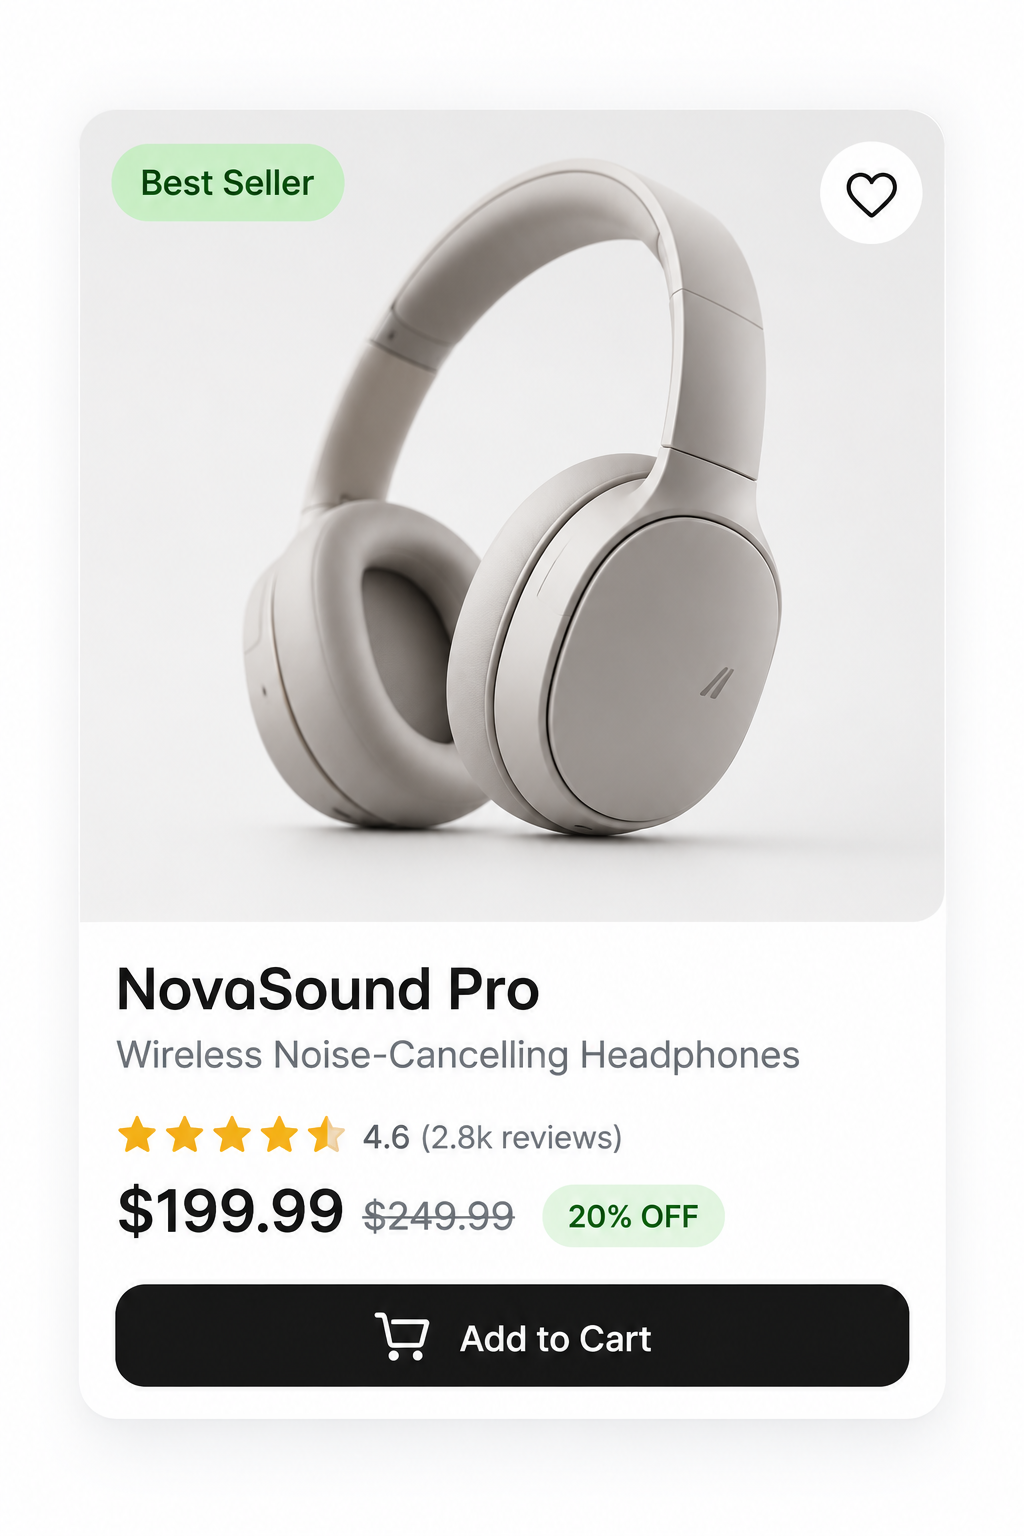 Best Seller
NovaSound Pro
Wireless Noise-Cancelling Headphones
4.6 (2.8k reviews)
$199.99 $249.99 20% OFF
Add to Cart